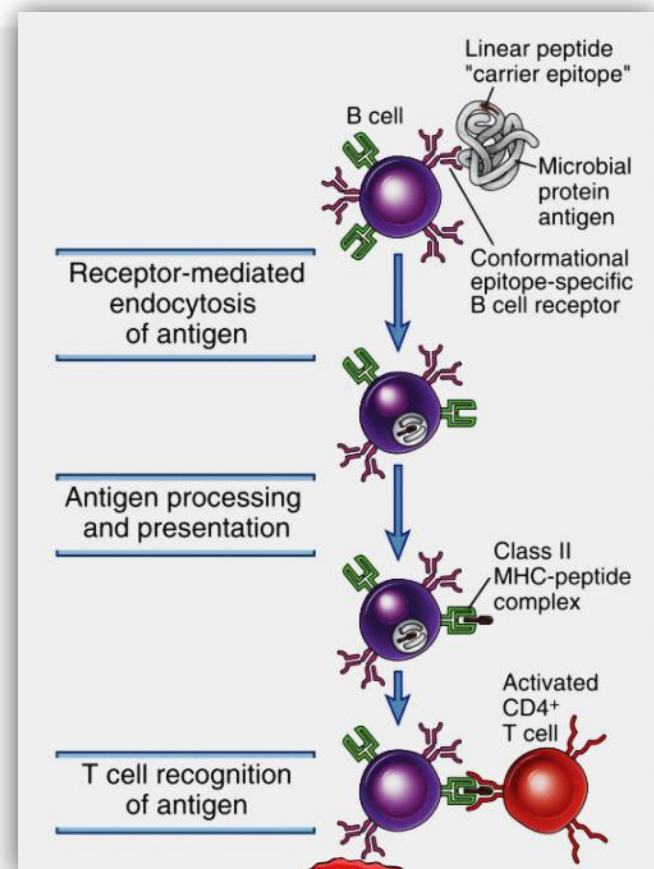 Linear peptide
"carrier epitope"
B cell
Microbial
protein
antigen
Conformational
epitope-specific
B cell receptor
Receptor-mediated
endocytosis
of antigen
Antigen processing
and presentation
Class II
MHC-peptide
complex
Activated
CD4⁺
T cell
T cell recognition
of antigen